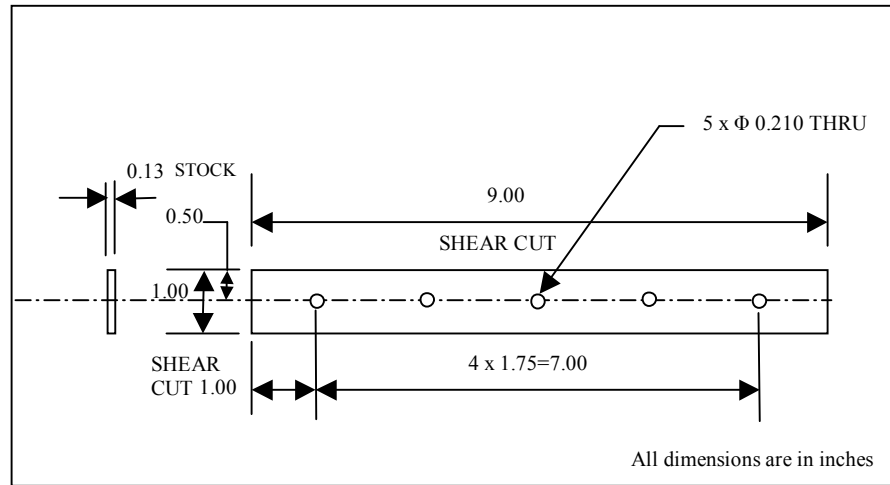 5 x Φ 0.210 THRU
0.13 STOCK
9.00
0.50
SHEAR CUT
1.00
SHEAR
CUT 1.00
4 x 1.75=7.00
All dimensions are in inches